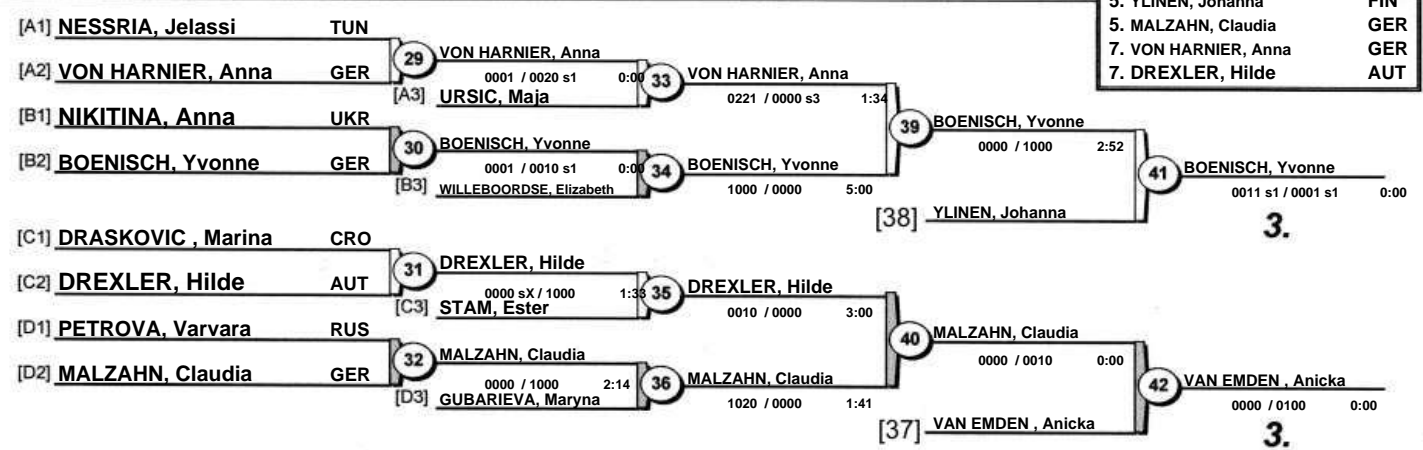 5. YLINEN, Johanna FIN
5. MALZAHN, Claudia GER
7. VON HARNIER, Anna GER
7. DREXLER, Hilde AUT
[A1] NESSRIA, Jelassi TUN
29 VON HARNIER, Anna
0001 / 0020 s1 0:00
[A2] VON HARNIER, Anna GER
[A3] URSIC, Maja
33 VON HARNIER, Anna
0221 / 0000 s3 1:34
[B1] NIKITINA, Anna UKR
30 BOENISCH, Yvonne
0001 / 0010 s1 0:00
[B2] BOENISCH, Yvonne GER
[B3] WILLEBOORDSE, Elizabeth
34 BOENISCH, Yvonne
1000 / 0000 5:00
39 BOENISCH, Yvonne
0000 / 1000 2:52
[38] YLINEN, Johanna
41 BOENISCH, Yvonne
0011 s1 / 0001 s1 0:00
3.
[C1] DRASKOVIC , Marina CRO
31 DREXLER, Hilde
0000 sX / 1000 1:33
[C2] DREXLER, Hilde AUT
[C3] STAM, Ester
35 DREXLER, Hilde
0010 / 0000 3:00
[D1] PETROVA, Varvara RUS
32 MALZAHN, Claudia
0000 / 1000 2:14
[D2] MALZAHN, Claudia GER
[D3] GUBARIEVA, Maryna
36 MALZAHN, Claudia
1020 / 0000 1:41
40 MALZAHN, Claudia
0000 / 0010 0:00
[37] VAN EMDEN , Anicka
42 VAN EMDEN , Anicka
0000 / 0100 0:00
3.